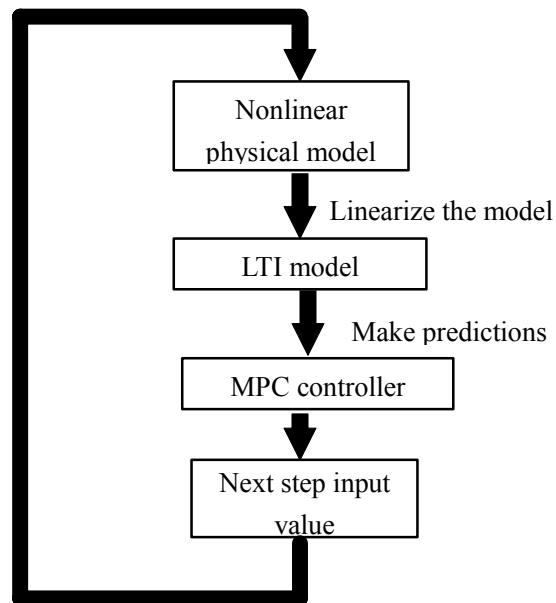 Nonlinear
physical model
Linearize the model
LTI model
Make predictions
MPC controller
Next step input
value